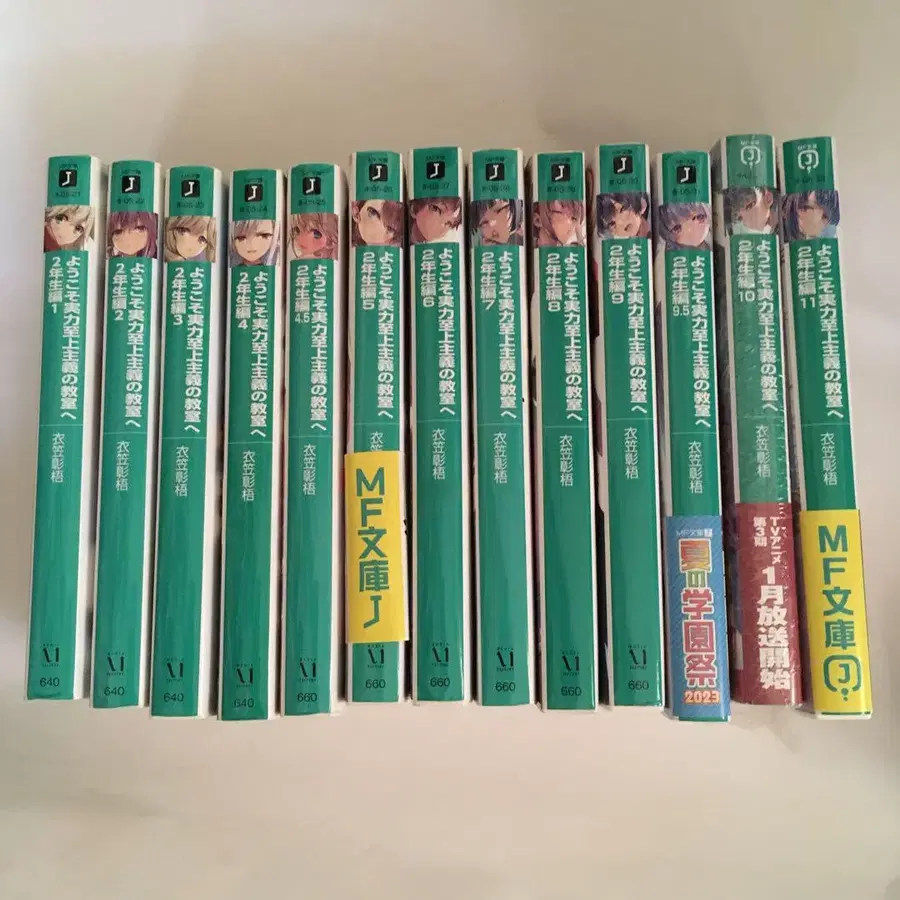 J
ようこそ実力至上主義の教室へ
2年生編 1
衣笠彰梧
640
J
ようこそ実力至上主義の教室へ
2年生編 2
衣笠彰梧
640
J
ようこそ実力至上主義の教室へ
2年生編 3
衣笠彰梧
640
J
ようこそ実力至上主義の教室へ
2年生編 4
衣笠彰梧
640
J
ようこそ実力至上主義の教室へ
2年生編 4.5
衣笠彰梧
660
J
ようこそ実力至上主義の教室へ
2年生編 5
衣笠彰
MF文庫J
660
J
ようこそ実力至上主義の教室へ
2年生編 6
衣笠彰梧
660
J
ようこそ実力至上主義の教室へ
2年生編 7
衣笠彰梧
660
J
ようこそ実力至上主義の教室へ
2年生編 8
衣笠彰梧
660
J
ようこそ実力至上主義の教室へ
2年生編 9
衣笠彰梧
660
J
ようこそ実力至上主義の教室へ
2年生編 9.5
衣笠彰梧
MF文庫J
夏の学園祭
2023
J
ようこそ実力至上主義の教室へ
2年生編 10
衣笠彰梧
TVアニメ
第3期
1月放送開始
J
ようこそ実力至上主義の教室へ
2年生編 11
衣笠彰梧
MF文庫J